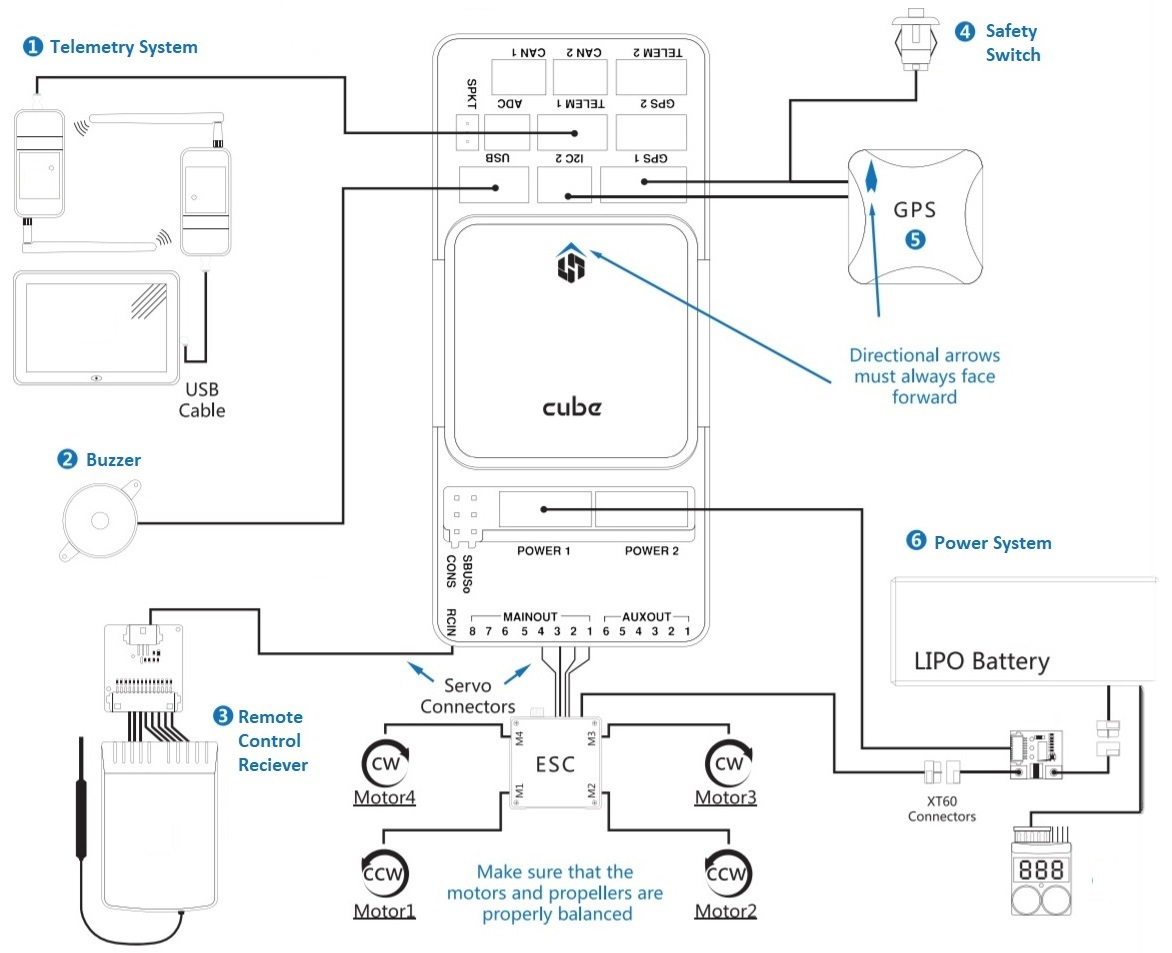 1 Telemetry System
4 Safety
Switch
CAN 1
CAN 2
TELEM 2
SPKT
ADC
TELEM 1
GPS 2
USB
I2C 2
GPS 1
GPS
5
USB
Cable
Directional arrows
must always face
forward
cube
2 Buzzer
POWER 1
POWER 2
6 Power System
SBUSo
CONS
RCIN
MAINOUT
AUXOUT
8 7 6 5 4 3 2 1
6 5 4 3 2 1
LIPO Battery
Servo
Connectors
3 Remote
Control
Reciever
M4
M3
ESC
M1
M2
CW
Motor4
CW
Motor3
CCW
Motor1
CCW
Motor2
XT60
Connectors
888
Make sure that the
motors and propellers are
properly balanced